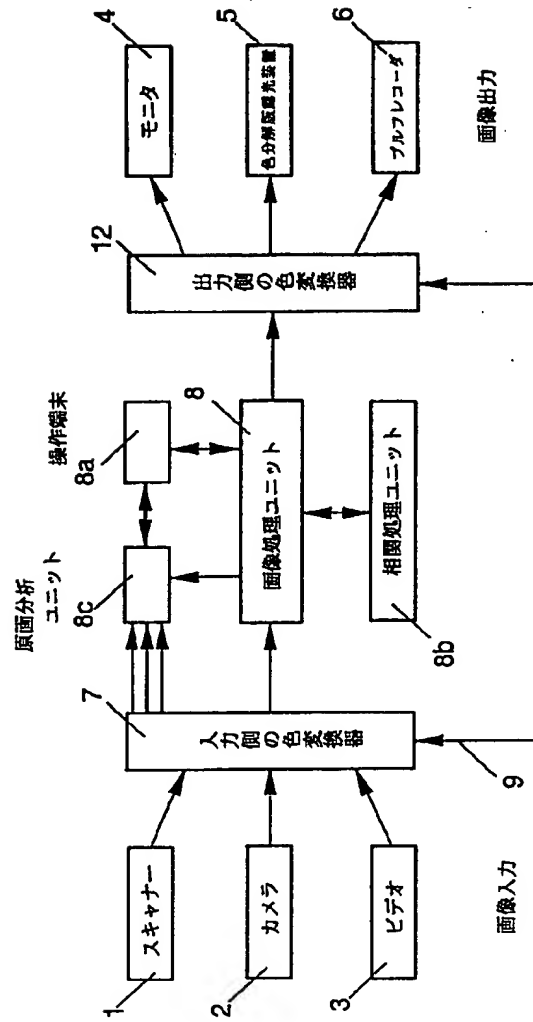 1
スキャナー
2
カメラ
3
ビデオ
画像入力
7
入力側の色変換器
9
原画分析
ユニット
8c
操作端末
8a
8
画像処理ユニット
相関処理ユニット
8b
12
出力側の色変換器
4
モニタ
5
色分解版露光装置
6
プルフレコーダ
画像出力